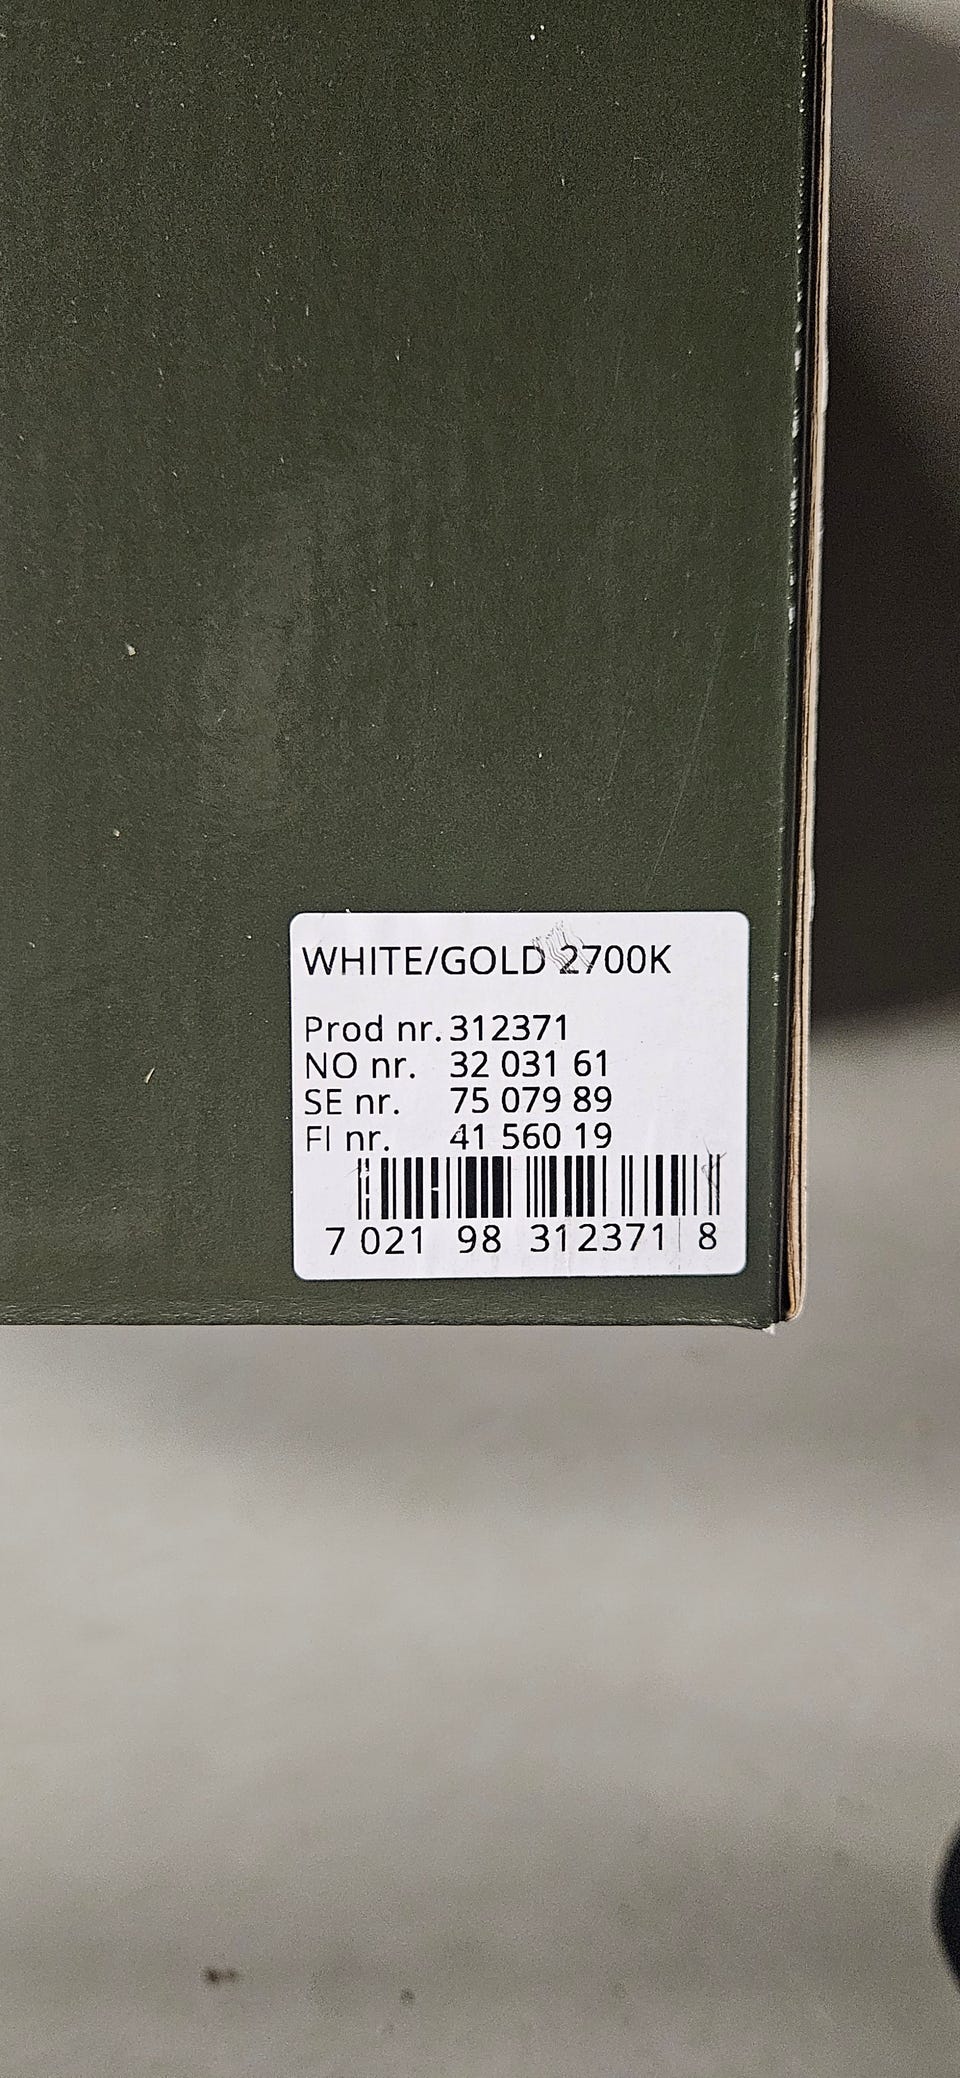 WHITE/GOLD 2700K
Prod nr. 312371
NO nr. 32 031 61
SE nr. 75 079 89
FI nr. 41 560 19
7 021 98 312371 8